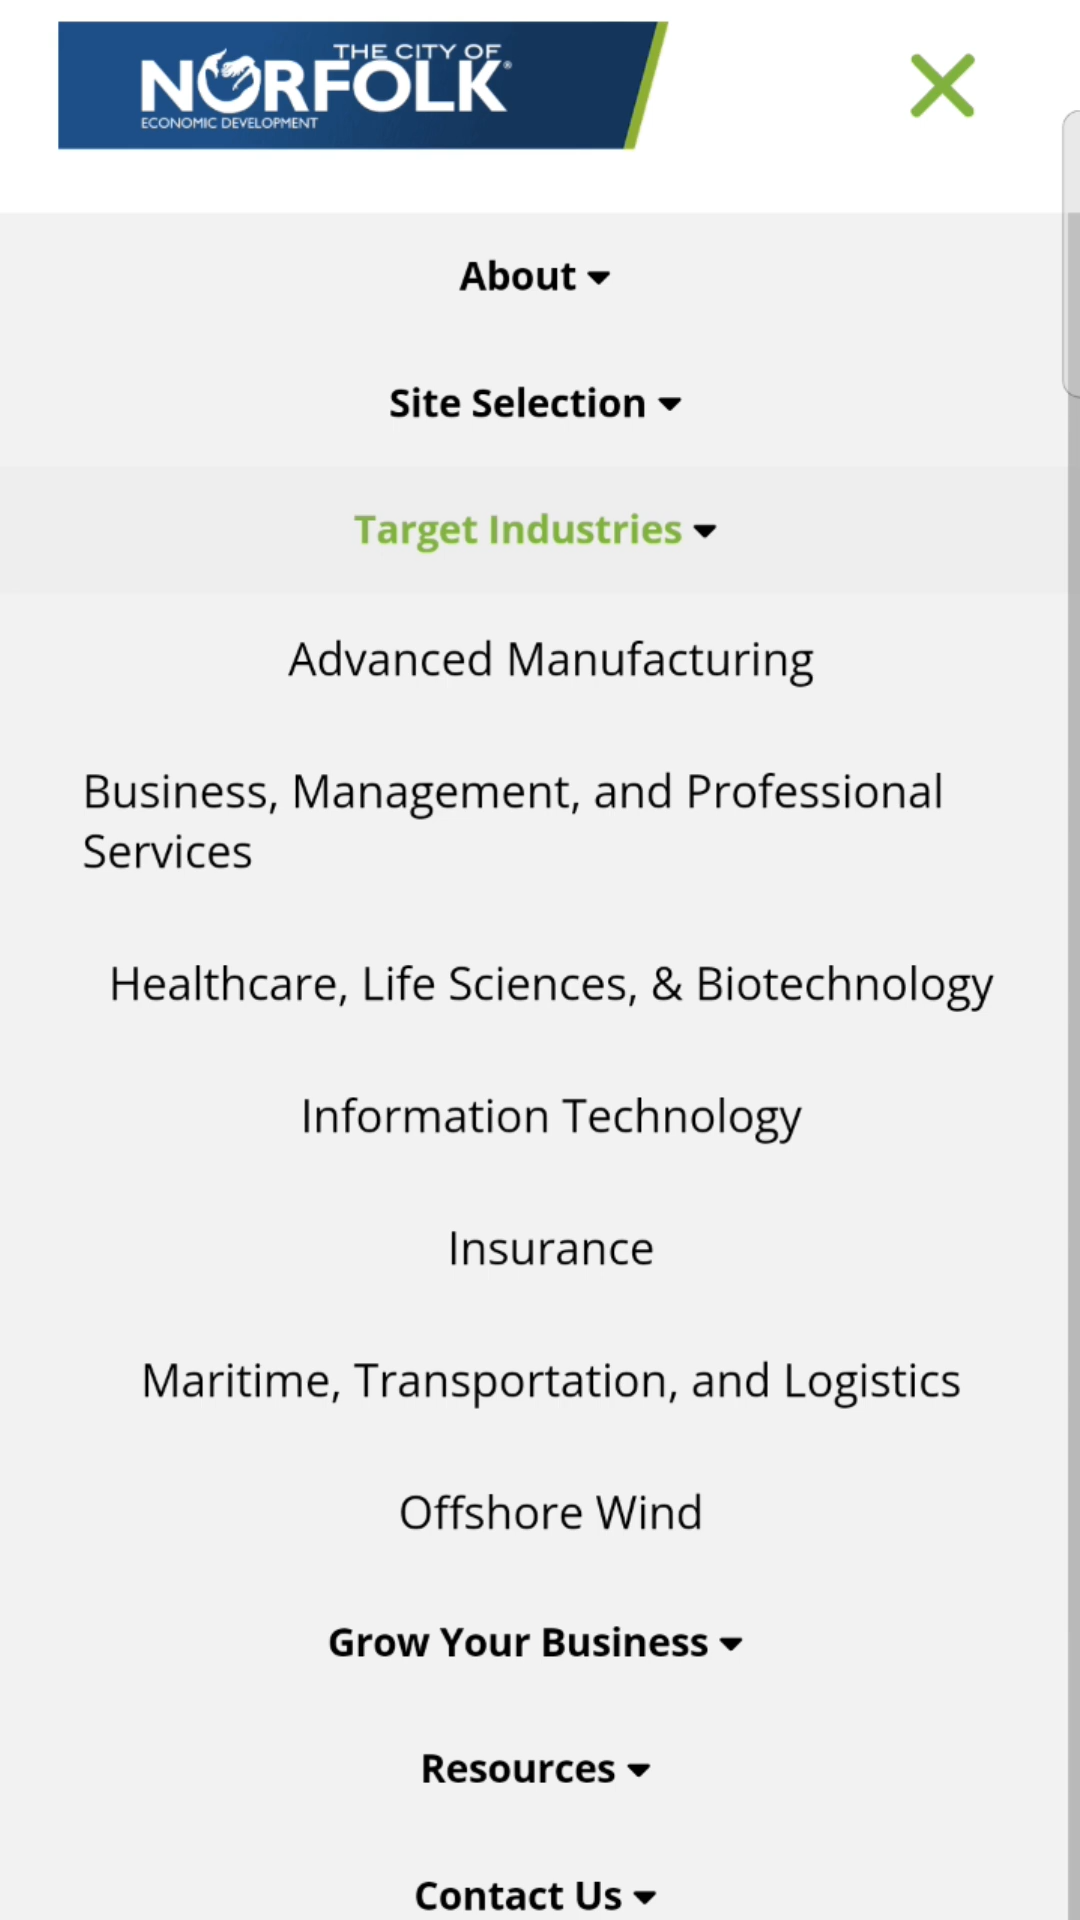 THE CITY OF
NORFOLK®
ECONOMIC DEVELOPMENT
About
Site Selection
Target Industries
Advanced Manufacturing
Business, Management, and Professional
Services
Healthcare, Life Sciences, & Biotechnology
Information Technology
Insurance
Maritime, Transportation, and Logistics
Offshore Wind
Grow Your Business
Resources
Contact Us